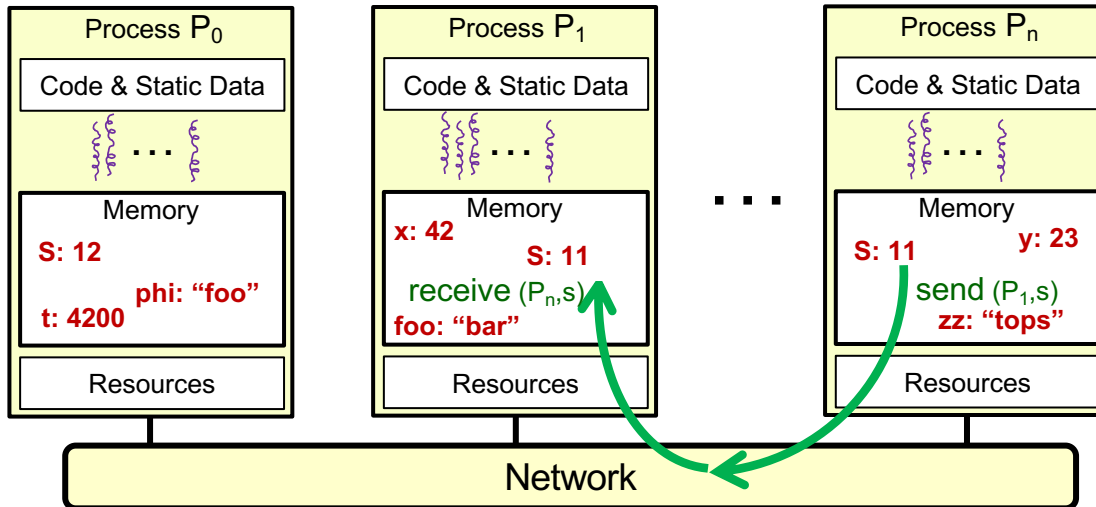 Process P₀
Code & Static Data
...
Memory
S: 12
phi: “foo”
t: 4200
Resources
Process P₁
Code & Static Data
...
Memory
x: 42
S: 11
receive (Pₙ,s)
foo: “bar”
Resources
...
Process Pₙ
Code & Static Data
...
Memory
y: 23
S: 11
send (P₁,s)
zz: “tops”
Resources
Network